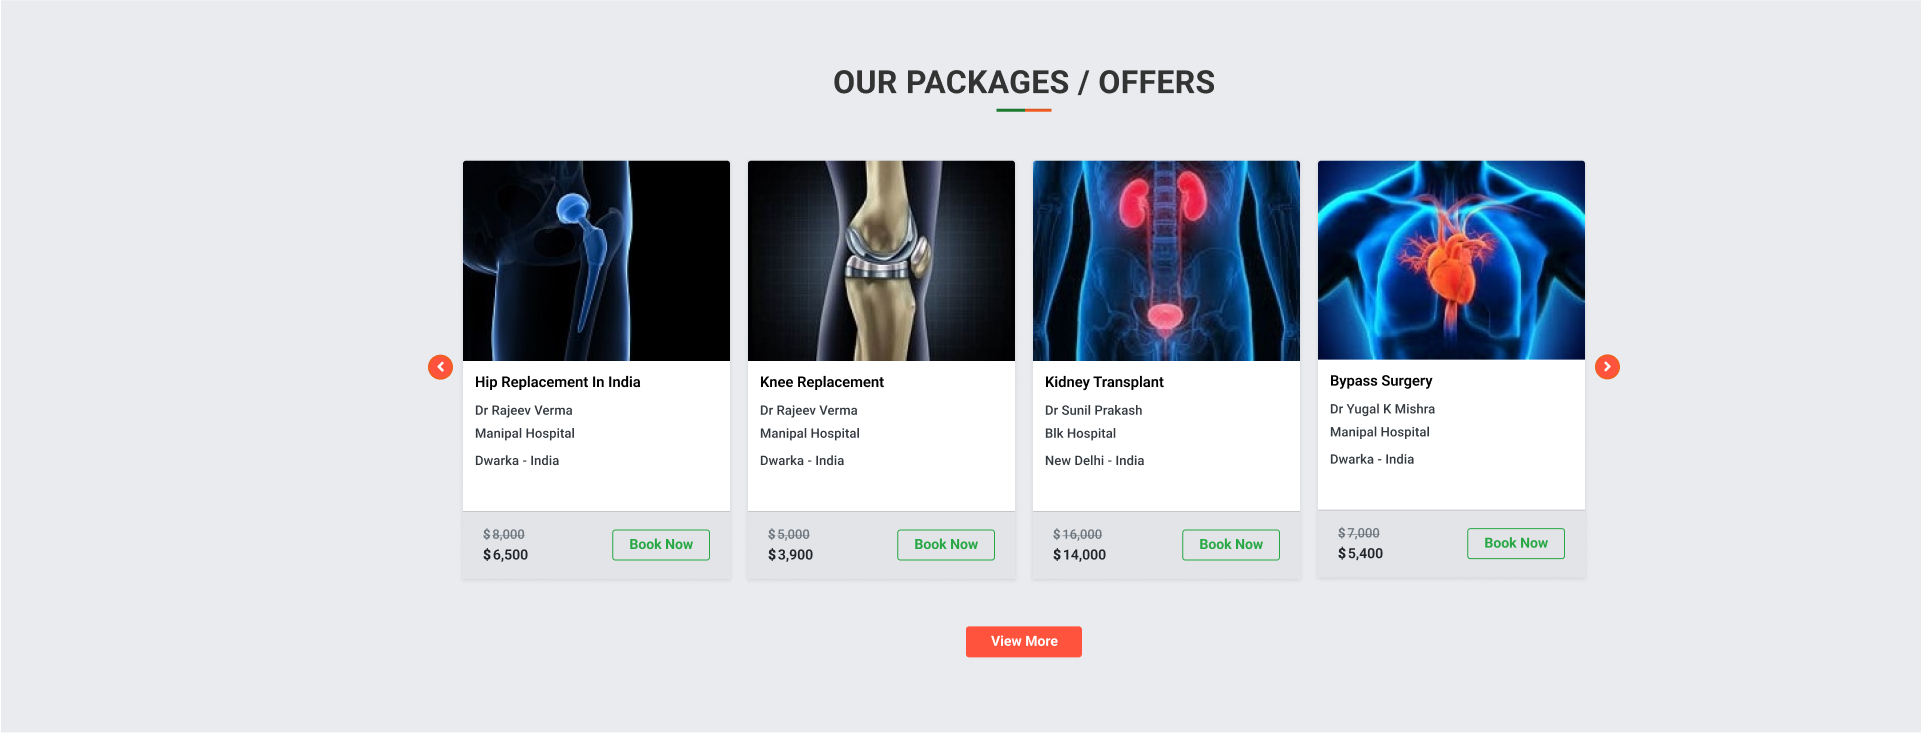 OUR PACKAGES / OFFERS
Hip Replacement In India
Dr Rajeev Verma
Manipal Hospital
Dwarka - India
$ 8,000
$ 6,500
Book Now
Knee Replacement
Dr Rajeev Verma
Manipal Hospital
Dwarka - India
$ 5,000
$ 3,900
Book Now
Kidney Transplant
Dr Sunil Prakash
Blk Hospital
New Delhi - India
$ 16,000
$ 14,000
Book Now
Bypass Surgery
Dr Yugal K Mishra
Manipal Hospital
Dwarka - India
$ 7,000
$ 5,400
Book Now
View More